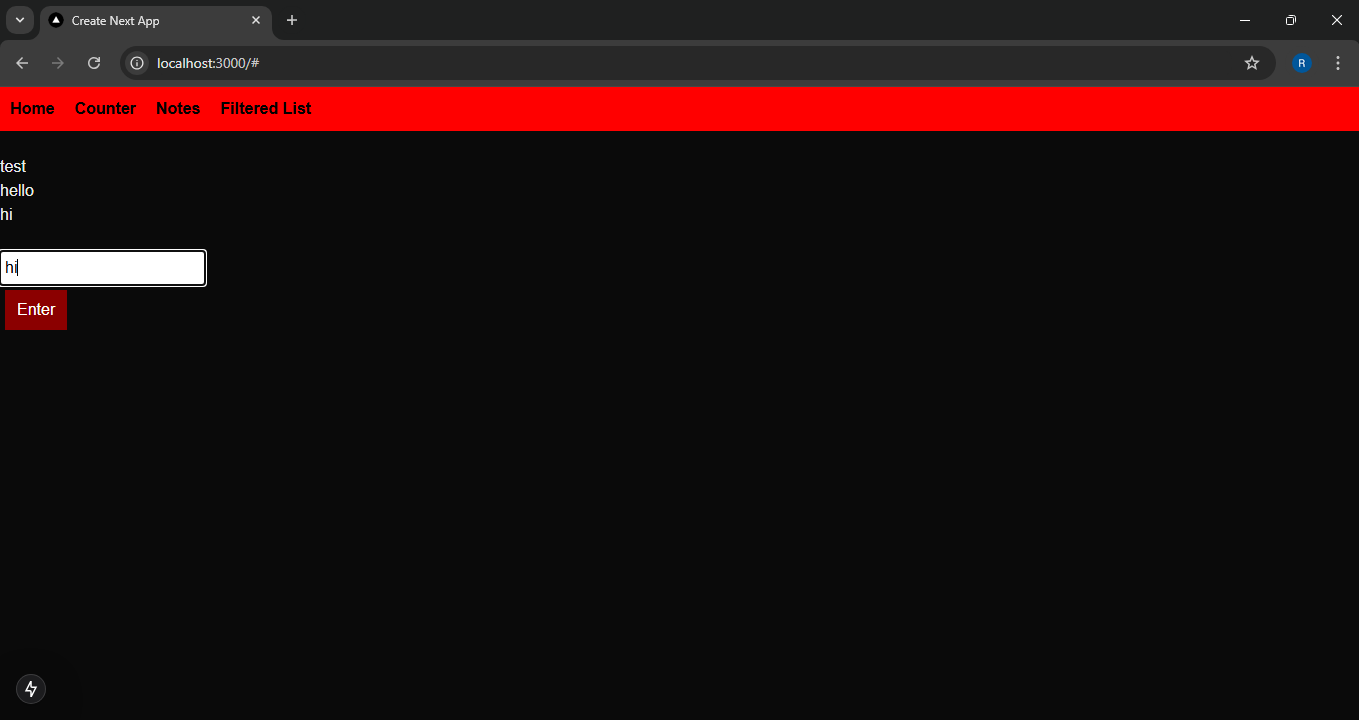 Create Next App
localhost:3000/#
R
Home Counter Notes Filtered List
test
hello
hi
hi
Enter